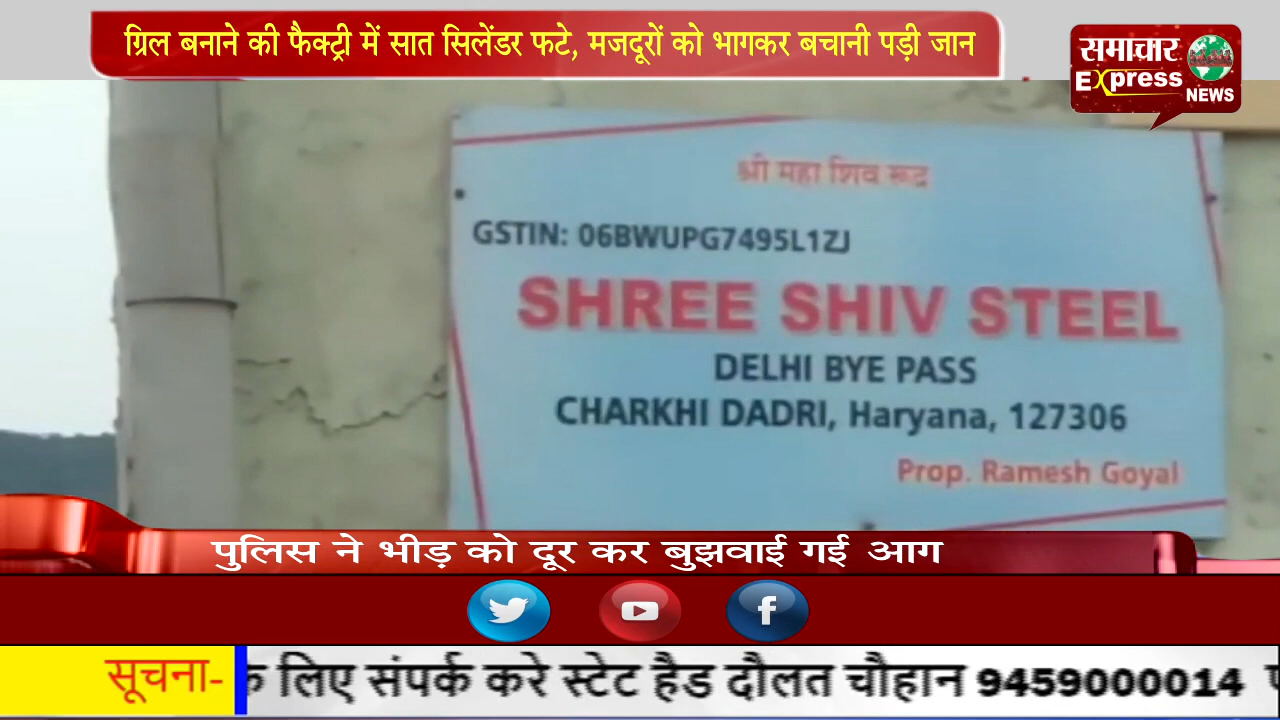 ग्रिल बनाने की फैक्ट्री में सात सिलेंडर फटे, मजदूरों को भागकर बचानी पड़ी जान
समाचार
Express
NEWS
श्री महा शिव रूद्र
GSTIN: 06BWUPG7495L1ZJ
SHREE SHIV STEEL
DELHI BYE PASS
CHARKHI DADRI, Haryana, 127306
Prop. Ramesh Goyal
पुलिस ने भीड़ को दूर कर बुझवाई गई आग
सूचना- के लिए संपर्क करे स्टेट हैड दौलत चौहान 9459000014